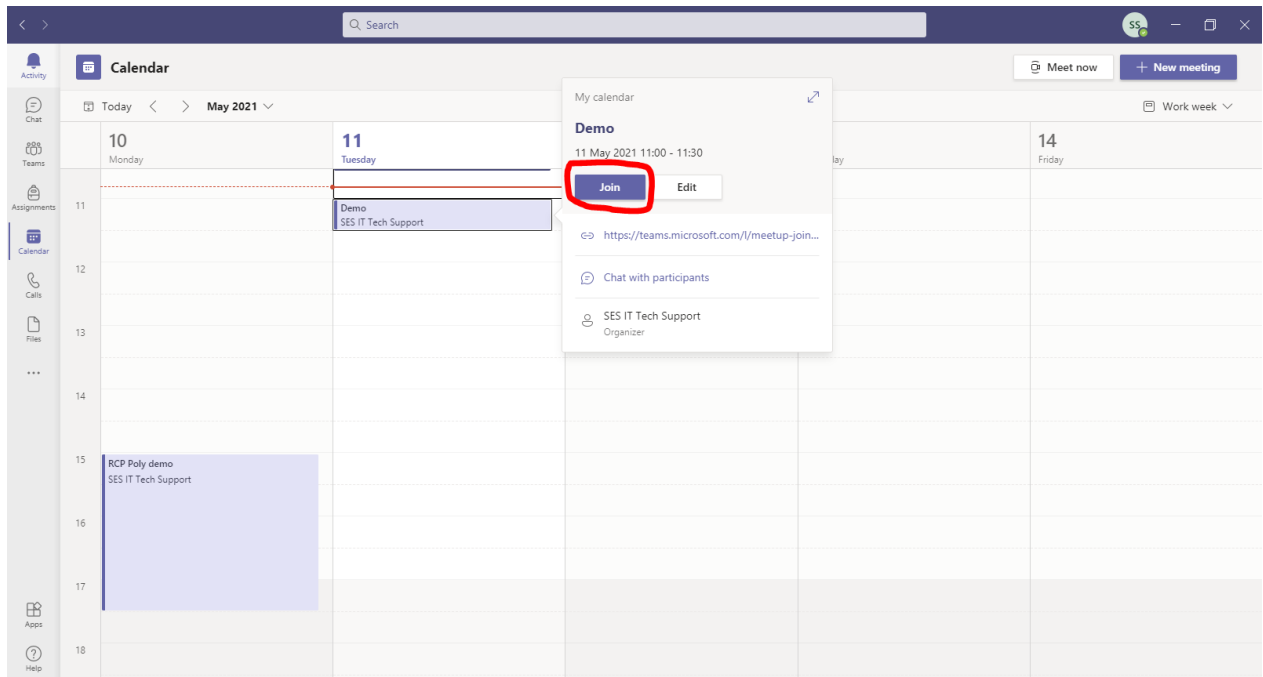 Search
SS
Activity
Chat
Teams
Assignments
Calendar
Calls
Files
Apps
Help
Calendar
Meet now
New meeting
Today
May 2021
Work week
10
Monday
11
Tuesday
lay
14
Friday
11
12
13
14
15
16
17
18
Demo
SES IT Tech Support
RCP Poly demo
SES IT Tech Support
My calendar
Demo
11 May 2021 11:00 - 11:30
Join
Edit
https://teams.microsoft.com/l/meetup-join...
Chat with participants
SES IT Tech Support
Organizer